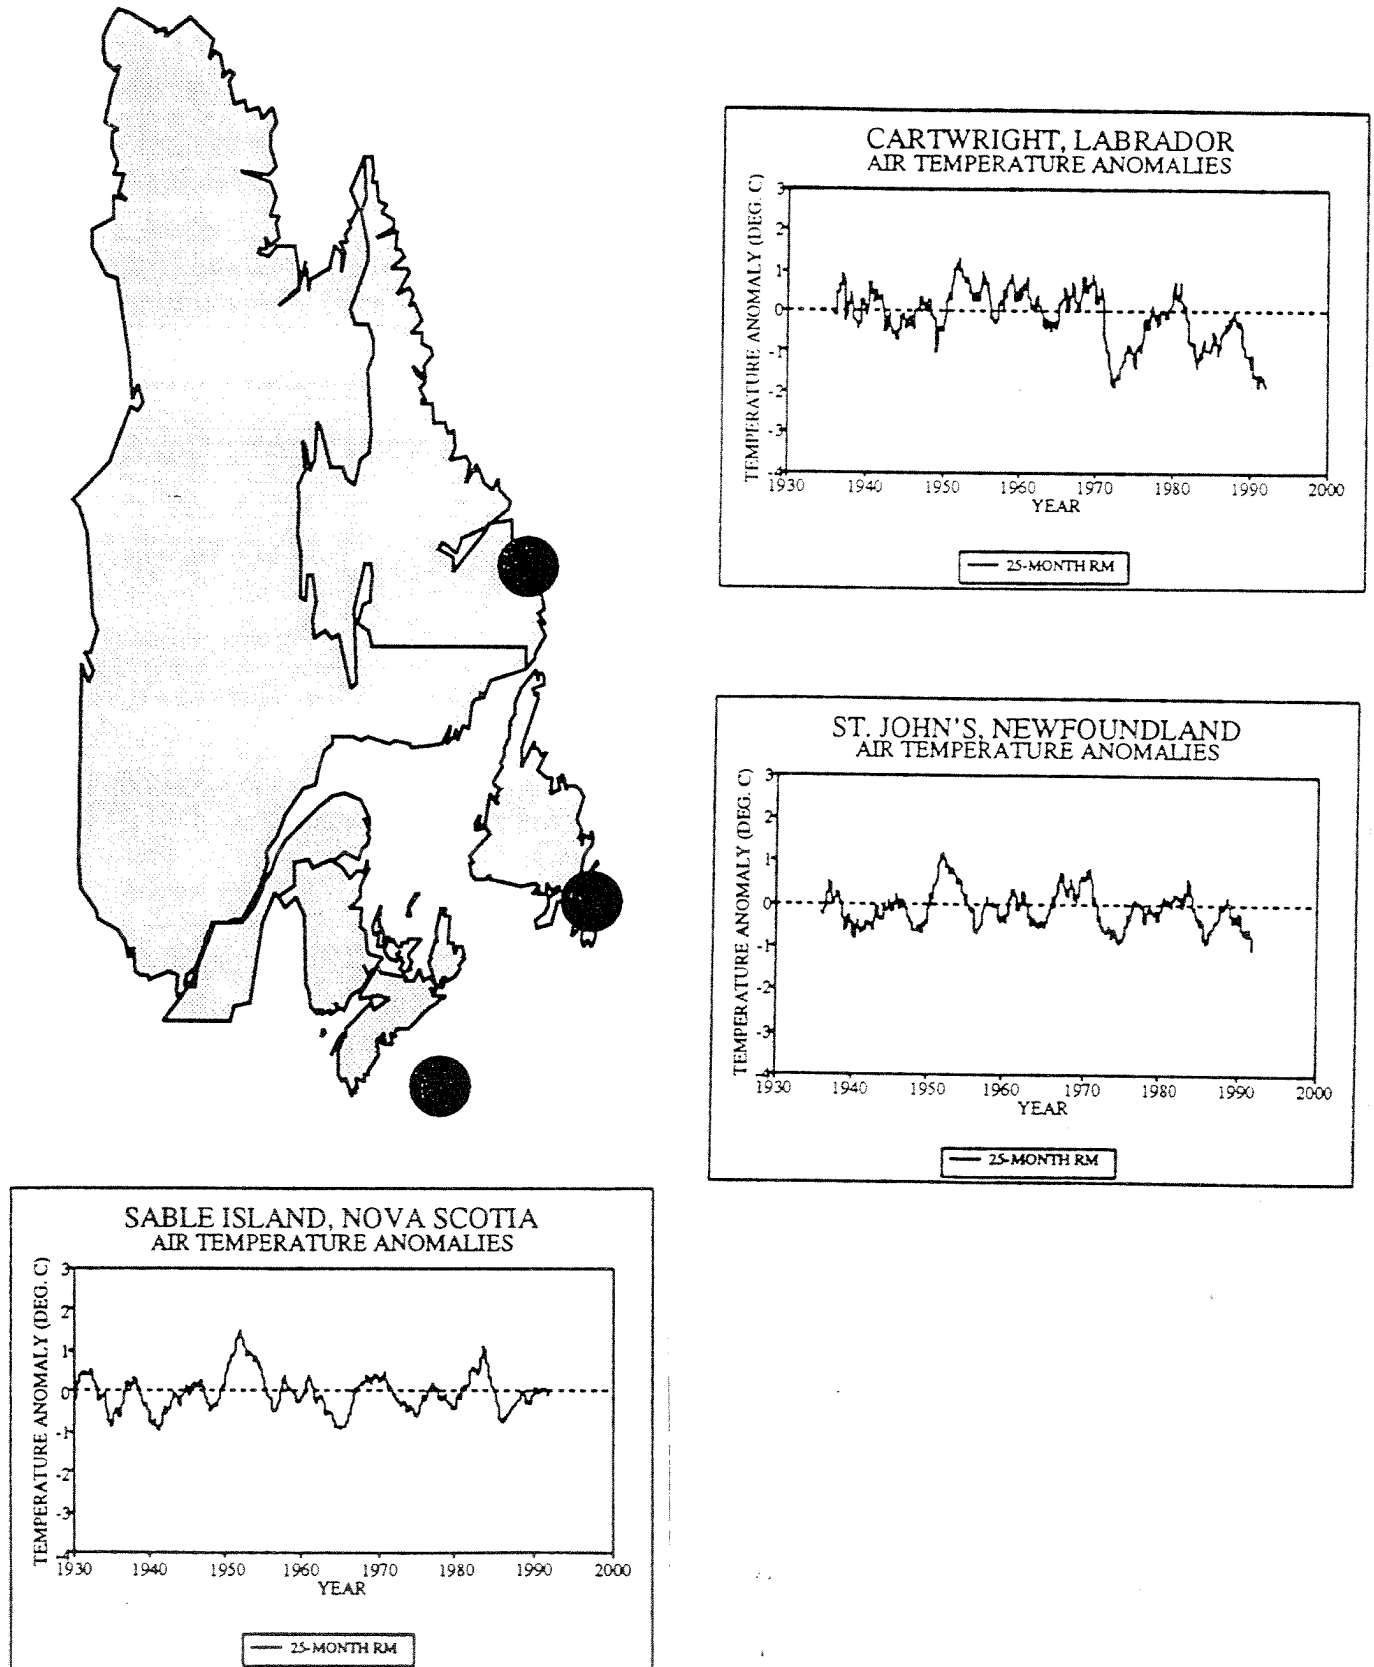 CARTWRIGHT, LABRADOR
AIR TEMPERATURE ANOMALIES
TEMPERATURE ANOMALY (DEG. C)
3
2
1
0
-1
-2
-3
-4
1930 1940 1950 1960 1970 1980 1990 2000
YEAR
25-MONTH RM
ST. JOHN'S, NEWFOUNDLAND
AIR TEMPERATURE ANOMALIES
TEMPERATURE ANOMALY (DEG. C)
3
2
1
0
-1
-2
-3
-4
1930 1940 1950 1960 1970 1980 1990 2000
YEAR
25-MONTH RM
SABLE ISLAND, NOVA SCOTIA
AIR TEMPERATURE ANOMALIES
TEMPERATURE ANOMALY (DEG. C)
3
2
1
0
-1
-2
-3
-4
1930 1940 1950 1960 1970 1980 1990 2000
YEAR
25-MONTH RM